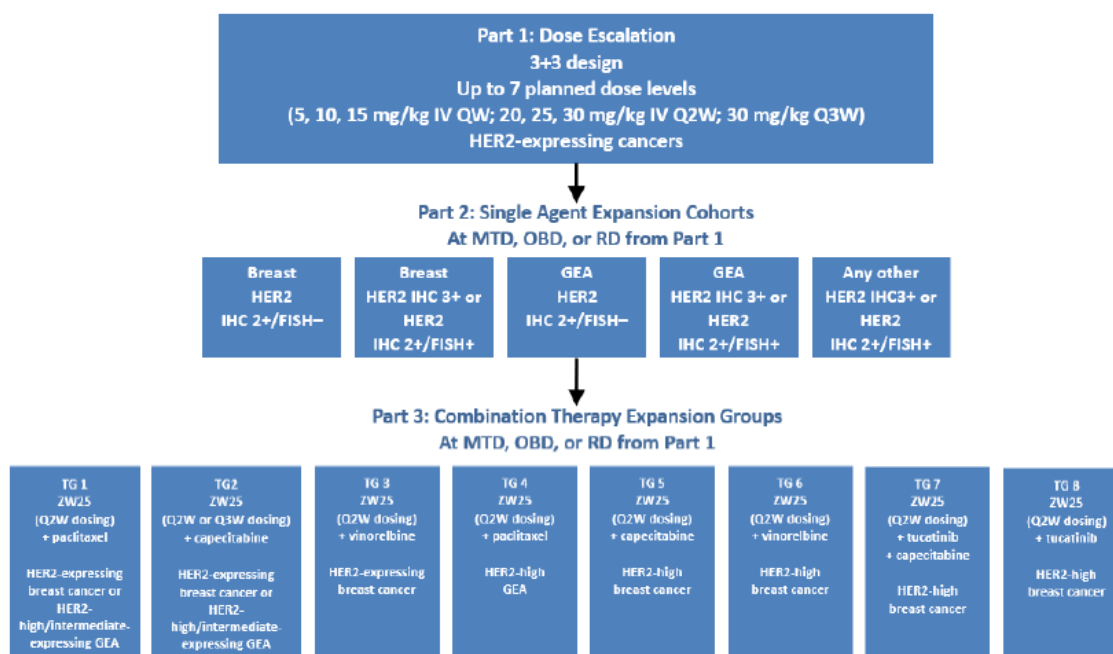 Part 1: Dose Escalation
3+3 design
Up to 7 planned dose levels
(5, 10, 15 mg/kg IV QW; 20, 25, 30 mg/kg IV Q2W; 30 mg/kg Q3W)
HER2-expressing cancers
Part 2: Single Agent Expansion Cohorts
At MTD, OBD, or RD from Part 1
Breast
HER2
IHC 2+/FISH–
Breast
HER2 IHC 3+ or
HER2
IHC 2+/FISH+
GEA
HER2
IHC 2+/FISH–
GEA
HER2 IHC 3+ or
HER2
IHC 2+/FISH+
Any other
HER2 IHC3+ or
HER2
IHC 2+/FISH+
Part 3: Combination Therapy Expansion Groups
At MTD, OBD, or RD from Part 1
TG 1
ZW25
(Q2W dosing)
+ paclitaxel
HER2-expressing
breast cancer or
HER2-
high/intermediate-
expressing GEA
TG2
ZW25
(Q2W or Q3W dosing)
+ capecitabine
HER2-expressing
breast cancer or
HER2-
high/intermediate-
expressing GEA
TG 3
ZW25
(Q2W dosing)
+ vinorelbine
HER2-expressing
breast cancer
TG 4
ZW25
(Q2W dosing)
+ paclitaxel
HER2-high
GEA
TG 5
ZW25
(Q2W dosing)
+ capecitabine
HER2-high
breast cancer
TG 6
ZW25
(Q2W dosing)
+ vinorelbine
HER2-high
breast cancer
TG 7
ZW25
(Q2W dosing)
+ tucatinib
+ capecitabine
HER2-high
breast cancer
TG 8
ZW25
(Q2W dosing)
+ tucatinib
HER2-high
breast cancer